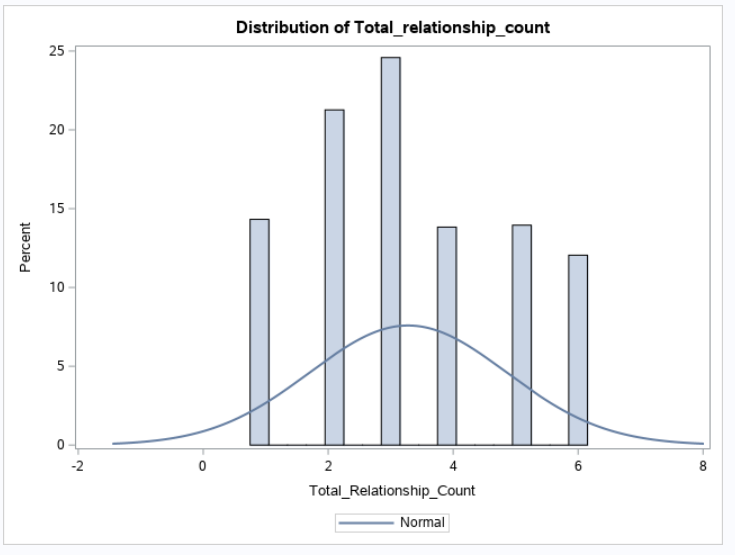 Distribution of Total_relationship_count
25
20
15
10
5
0
Percent
-2 0 2 4 6 8
Total_Relationship_Count
Normal